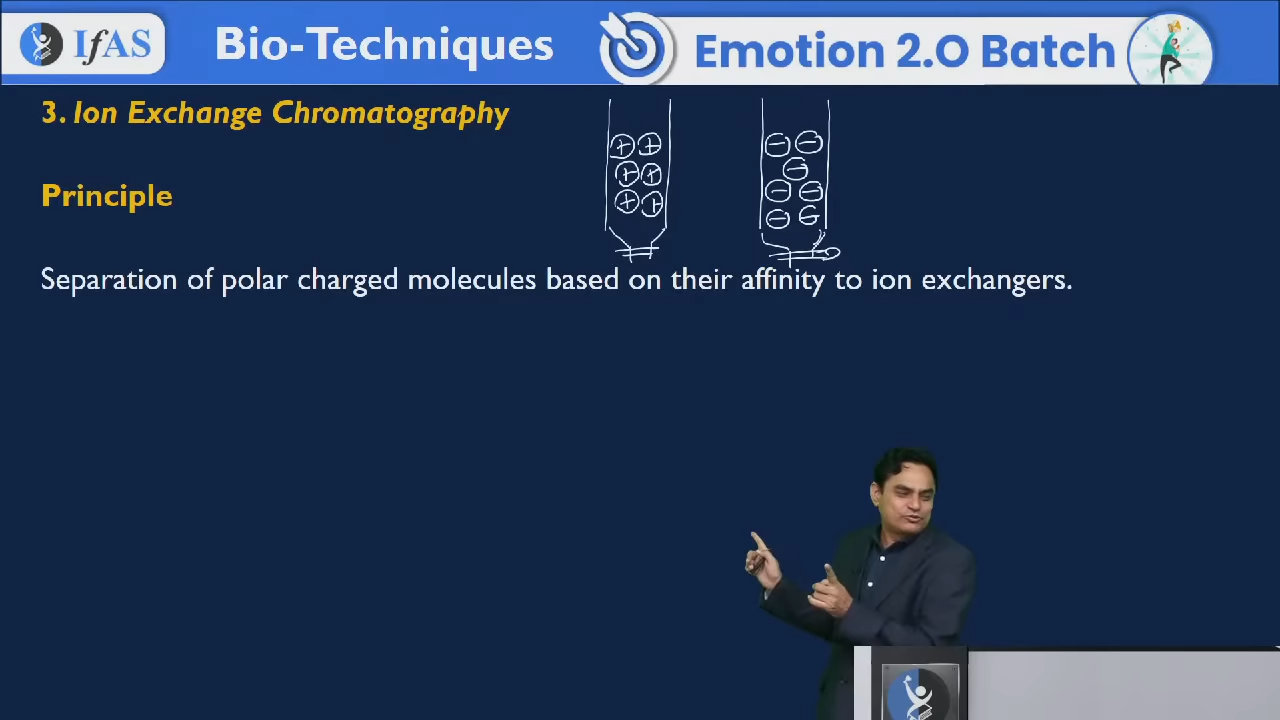 IfAS
Bio-Techniques
Emotion 2.O Batch
3. Ion Exchange Chromatography
+ +
+ +
+ +
− −
−
− −
− −
Principle
Separation of polar charged molecules based on their affinity to ion exchangers.